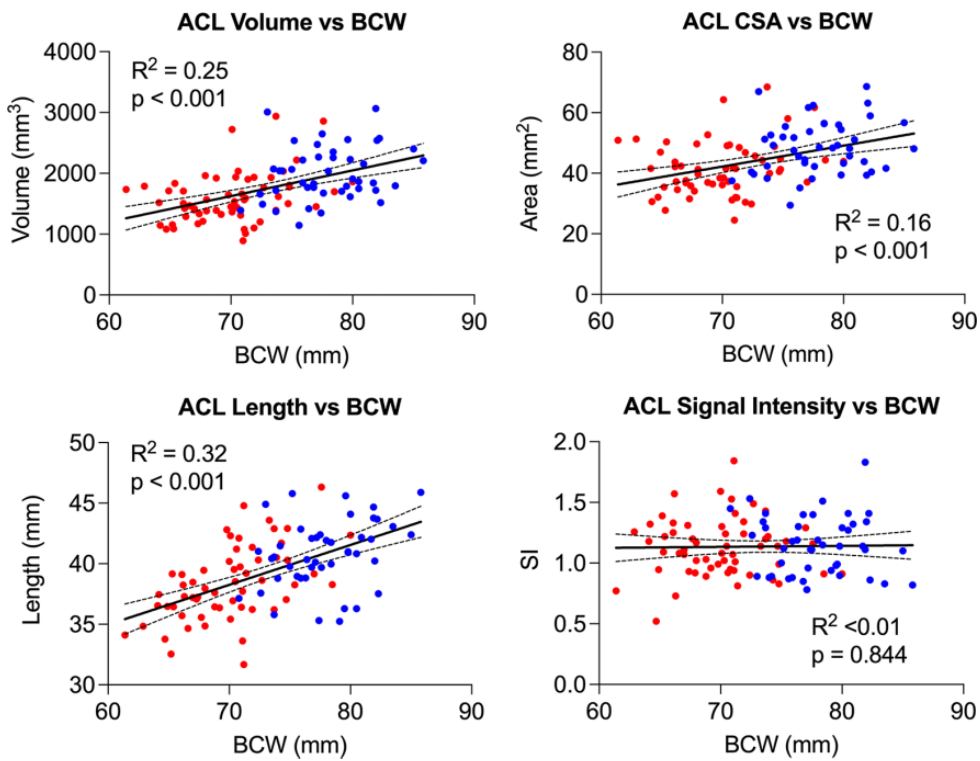 ACL Volume vs BCW
R² = 0.25
p < 0.001
4000
3000
2000
1000
0
Volume (mm³)
60 70 80 90
BCW (mm)
ACL CSA vs BCW
80
60
40
20
0
Area (mm²)
R² = 0.16
p < 0.001
60 70 80 90
BCW (mm)
ACL Length vs BCW
R² = 0.32
p < 0.001
50
45
40
35
30
Length (mm)
60 70 80 90
BCW (mm)
ACL Signal Intensity vs BCW
2.0
1.5
1.0
0.5
0.0
SI
R² <0.01
p = 0.844
60 70 80 90
BCW (mm)